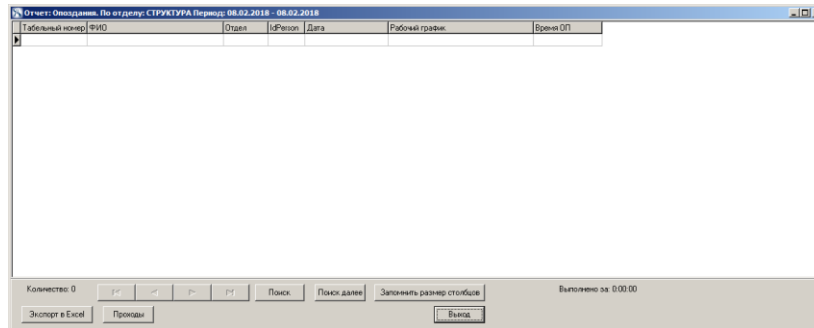 Отчет: Опоздания. По отделу: СТРУКТУРА Период: 08.02.2018 - 08.02.2018
Табельный номер ФИО Отдел IdPerson Дата Рабочий график Время ОП
Количество: 0 Поиск Поиск далее Запомнить размер столбцов Выполнено за: 0:00:00
Экспорт в Excel Проходы Выход